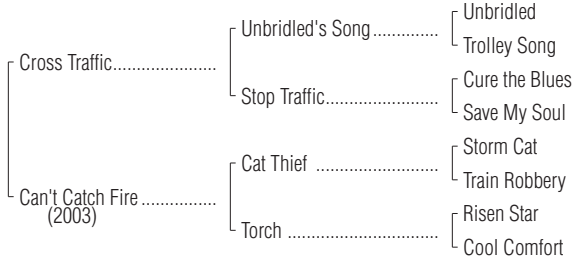 Unbridled
Unbridled's Song..............
Trolley Song
Cross Traffic......................
Cure the Blues
Stop Traffic........................
Save My Soul
Storm Cat
Cat Thief ..........................
Train Robbery
Can't Catch Fire ................
(2003)
Risen Star
Torch ................................
Cool Comfort